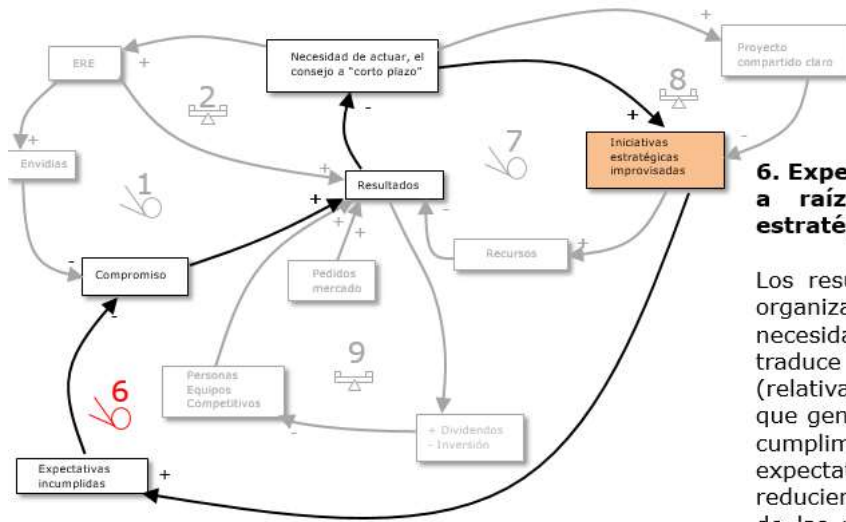 ERE
+
Necesidad de actuar, el
consejo a "corto plazo"
+
Proyecto
compartido claro
2
-
8
+
-
Iniciativas
estratégicas
improvisadas
+
Envidias
1
7
+
Resultados
+
+
+
-
Recursos
+
-
Compromiso
-
Pedidos
mercado
6
9
Personas
Equipos
Competitivos
-
+ Dividendos
- Inversión
Expectativas
incumplidas
+
6. Expe
a raíz
estraté
Los resu
organiza
necesida
traduce
(relativa
que gen
cumplim
expectat
reducien